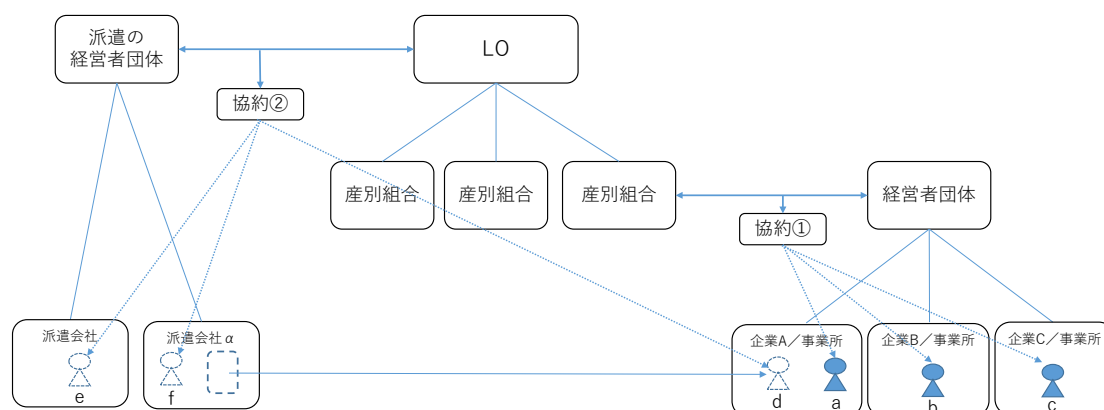 派遣の
経営者団体
LO
協約②
産別組合
産別組合
産別組合
経営者団体
協約①
派遣会社
派遣会社α
企業A／事業所
企業B／事業所
企業C／事業所
e
f
d
a
b
c